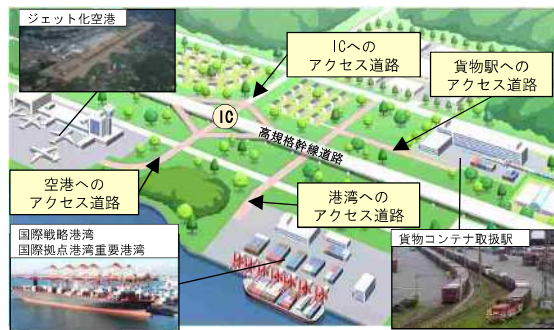 ジェット化空港
ICへの
アクセス道路
貨物駅への
アクセス道路
IC
高規格幹線道路
空港への
アクセス道路
港湾への
アクセス道路
国際戦略港湾
国際拠点港湾重要港湾
貨物コンテナ取扱駅